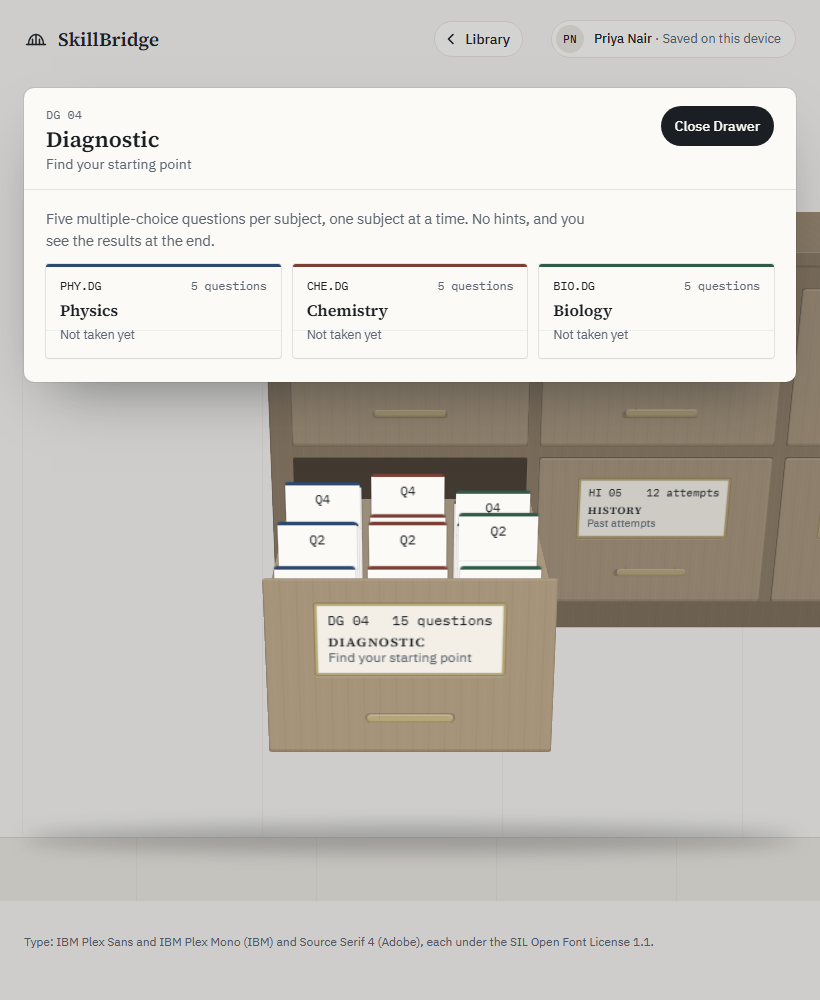 SkillBridge
Library
PN Priya Nair · Saved on this device
DG 04
Diagnostic
Find your starting point
Close Drawer
Five multiple-choice questions per subject, one subject at a time. No hints, and you
see the results at the end.
PHY.DG 5 questions
Physics
Not taken yet
CHE.DG 5 questions
Chemistry
Not taken yet
BIO.DG 5 questions
Biology
Not taken yet
Q4
Q4
Q4
Q2
Q2
Q2
HI 05 12 attempts
HISTORY
Past attempts
DG 04 15 questions
DIAGNOSTIC
Find your starting point
Type: IBM Plex Sans and IBM Plex Mono (IBM) and Source Serif 4 (Adobe), each under the SIL Open Font License 1.1.